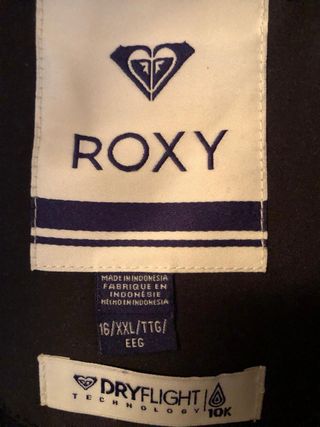 ROXY
MADE IN INDONESIA
FABRIQUE EN
INDONÉSIE
HECHO EN INDONESIA
16/XXL/TTG/
EEG
DRYFLIGHT
TECHNOLOGY
10K